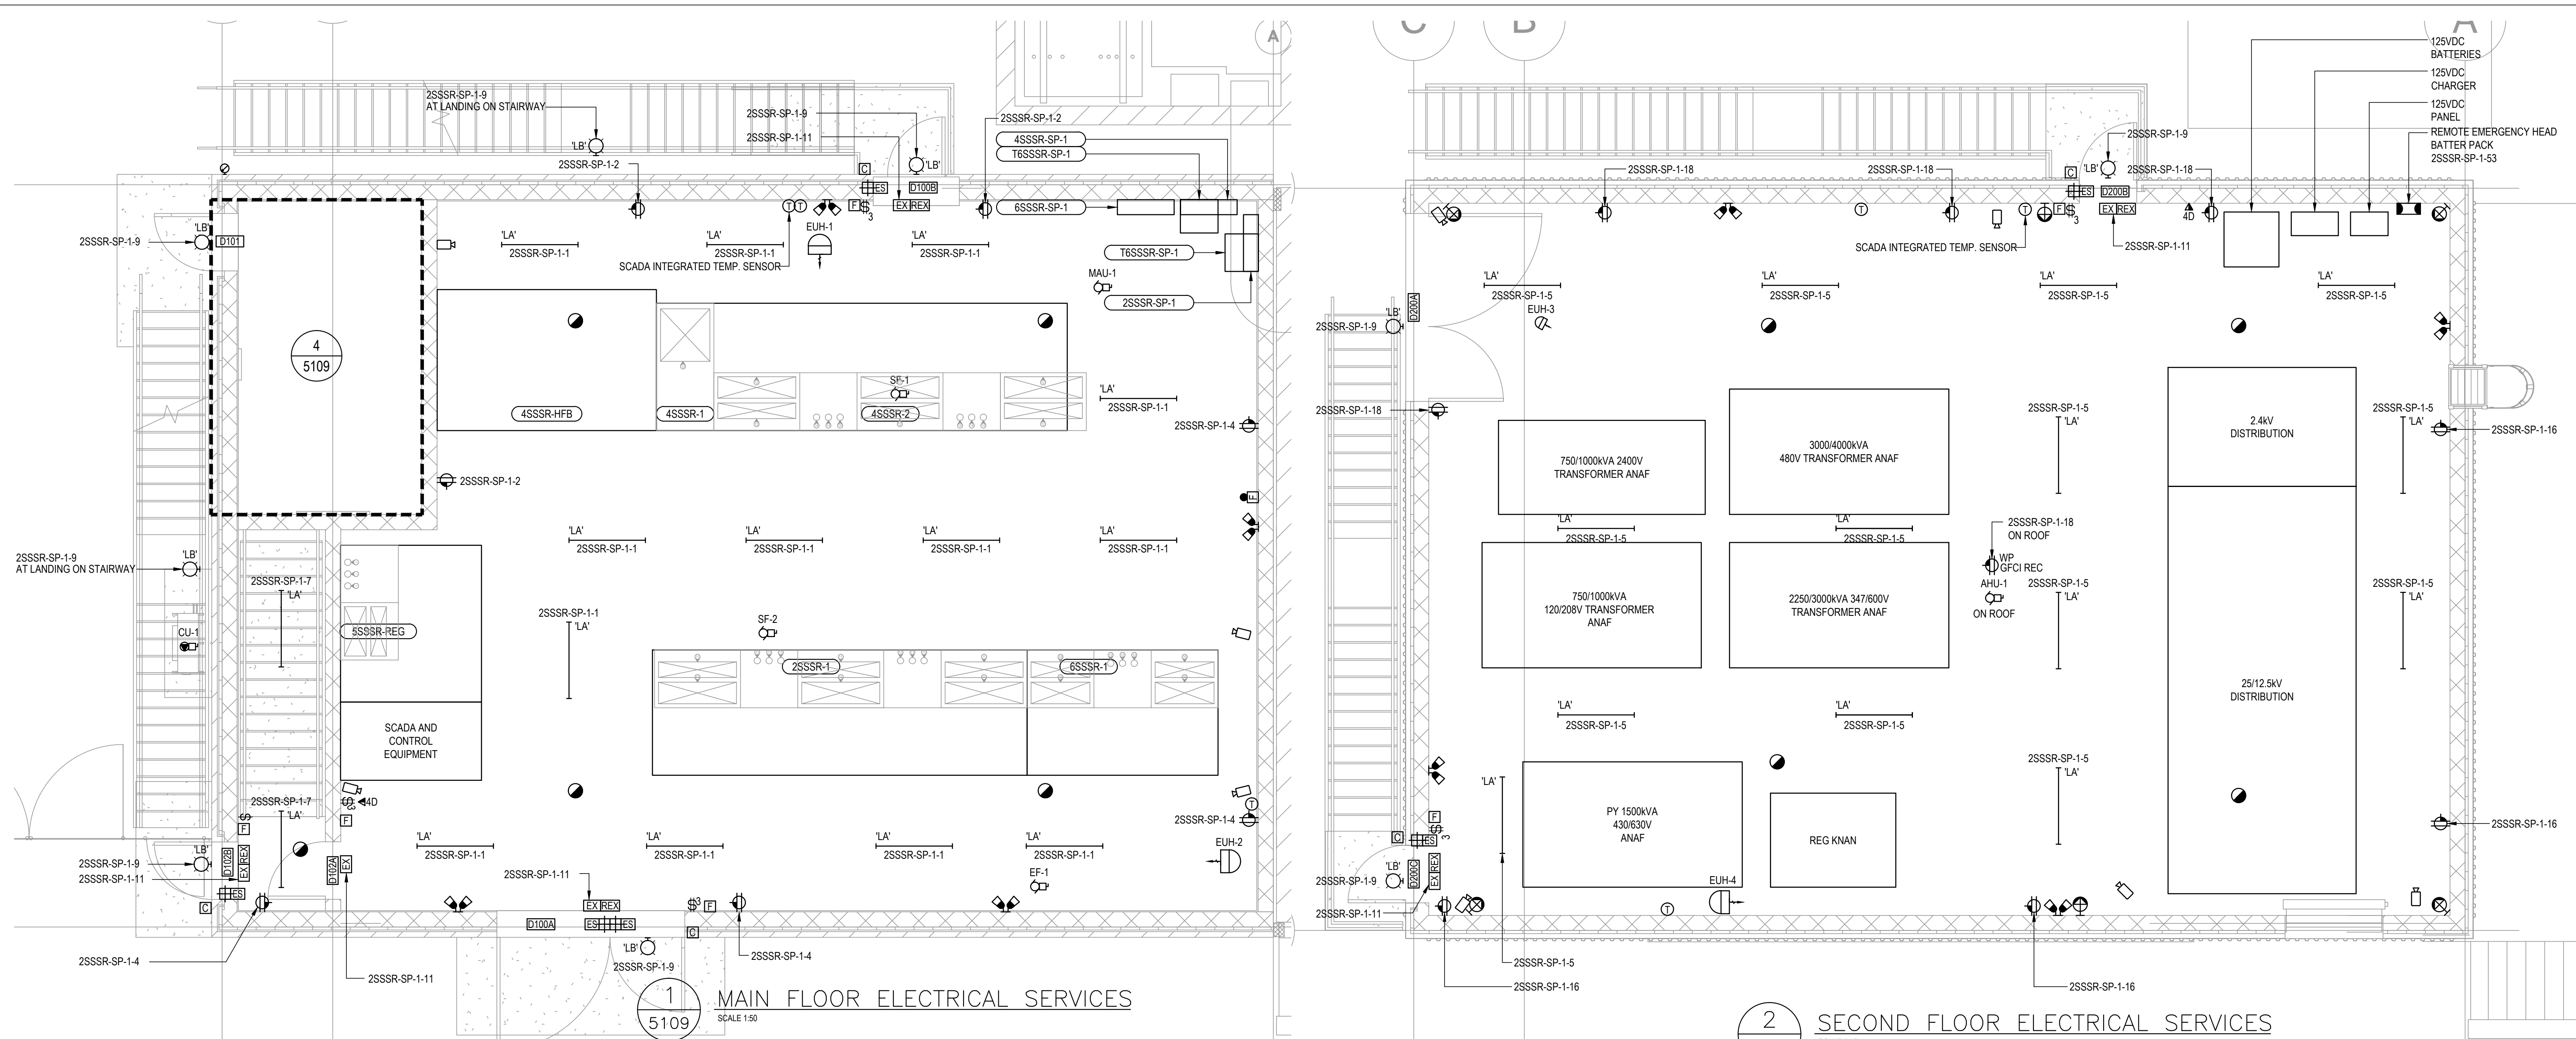 C
B
A
A
2SSSR-SP-1-9
AT LANDING ON STAIRWAY
'LB'
2SSSR-SP-1-9
2SSSR-SP-1-11
'LB'
2SSSR-SP-1-2
2SSSR-SP-1-2
4SSSR-SP-1
T6SSSR-SP-1
6SSSR-SP-1
C
ES
D100B
F
$
3
EX
REX
T
T
2SSSR-SP-1-9
'LB'
D101
'LA'
2SSSR-SP-1-1
'LA'
2SSSR-SP-1-1
SCADA INTEGRATED TEMP. SENSOR
EUH-1
'LA'
2SSSR-SP-1-1
T6SSSR-SP-1
MAU-1
2SSSR-SP-1
4
5109
4SSSR-HFB
4SSSR-1
SF-1
4SSSR-2
'LA'
2SSSR-SP-1-1
2SSSR-SP-1-4
2SSSR-SP-1-2
F
'LA'
2SSSR-SP-1-1
'LA'
2SSSR-SP-1-1
'LA'
2SSSR-SP-1-1
'LA'
2SSSR-SP-1-1
2SSSR-SP-1-9
AT LANDING ON STAIRWAY
'LB'
2SSSR-SP-1-7
'LA'
CU-1
5SSSR-REG
2SSSR-SP-1-1
'LA'
SF-2
2SSSR-1
6SSSR-1
SCADA AND
CONTROL
EQUIPMENT
2SSSR-SP-1-7
'LA'
$
3
4D
$
F
F
T
2SSSR-SP-1-4
'LA'
2SSSR-SP-1-1
'LA'
2SSSR-SP-1-1
'LA'
2SSSR-SP-1-1
'LA'
2SSSR-SP-1-1
EUH-2
2SSSR-SP-1-9
'LB'
2SSSR-SP-1-11
D102B
EX
REX
D102A
EX
ES
C
2SSSR-SP-1-11
EX
REX
$
3
F
EF-1
D100A
ES
ES
C
'LB'
2SSSR-SP-1-9
2SSSR-SP-1-4
2SSSR-SP-1-4
2SSSR-SP-1-11
1
5109
MAIN FLOOR ELECTRICAL SERVICES
SCALE 1:50
125VDC
BATTERIES
125VDC
CHARGER
125VDC
PANEL
REMOTE EMERGENCY HEAD
BATTER PACK
2SSSR-SP-1-53
2SSSR-SP-1-9
'LB'
2SSSR-SP-1-18
2SSSR-SP-1-18
2SSSR-SP-1-18
C
ES
D200B
T
T
F
$
3
EX
REX
4D
SCADA INTEGRATED TEMP. SENSOR
2SSSR-SP-1-11
'LA'
2SSSR-SP-1-5
'LA'
2SSSR-SP-1-5
'LA'
2SSSR-SP-1-5
'LA'
2SSSR-SP-1-5
D200A
'LB'
2SSSR-SP-1-9
EUH-3
2SSSR-SP-1-18
750/1000kVA 2400V
TRANSFORMER ANAF
3000/4000kVA
480V TRANSFORMER ANAF
2SSSR-SP-1-5
'LA'
2.4kV
DISTRIBUTION
2SSSR-SP-1-5
'LA'
2SSSR-SP-1-16
'LA'
2SSSR-SP-1-5
'LA'
2SSSR-SP-1-5
2SSSR-SP-1-18
ON ROOF
WP
GFCI REC
AHU-1
ON ROOF
750/1000kVA
120/208V TRANSFORMER
ANAF
2250/3000kVA 347/600V
TRANSFORMER ANAF
2SSSR-SP-1-5
'LA'
2SSSR-SP-1-5
'LA'
25/12.5kV
DISTRIBUTION
'LA'
2SSSR-SP-1-5
'LA'
2SSSR-SP-1-5
2SSSR-SP-1-5
'LA'
'LA'
PY 1500kVA
430/630V
ANAF
REG KNAN
2SSSR-SP-1-16
F
$
3
C
ES
'LB'
2SSSR-SP-1-9
D200C
EX
REX
2SSSR-SP-1-11
EUH-4
T
2SSSR-SP-1-5
2SSSR-SP-1-16
2SSSR-SP-1-16
2
SECOND FLOOR ELECTRICAL SERVICES